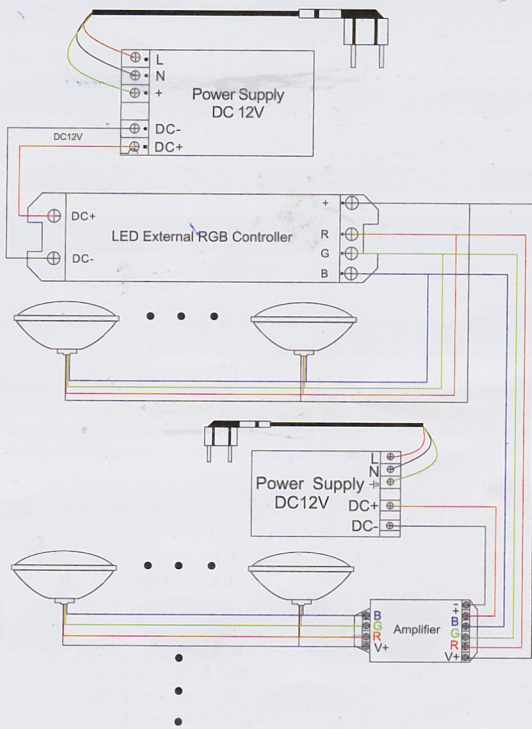 L
N
+
Power Supply
DC 12V
DC-
DC+
DC12V
+
DC+
R
LED External RGB Controller
G
DC-
B
L
N
Power Supply
DC12V
DC+
DC-
-
+
B
B
G
G
Amplifier
R
R
V+
V+